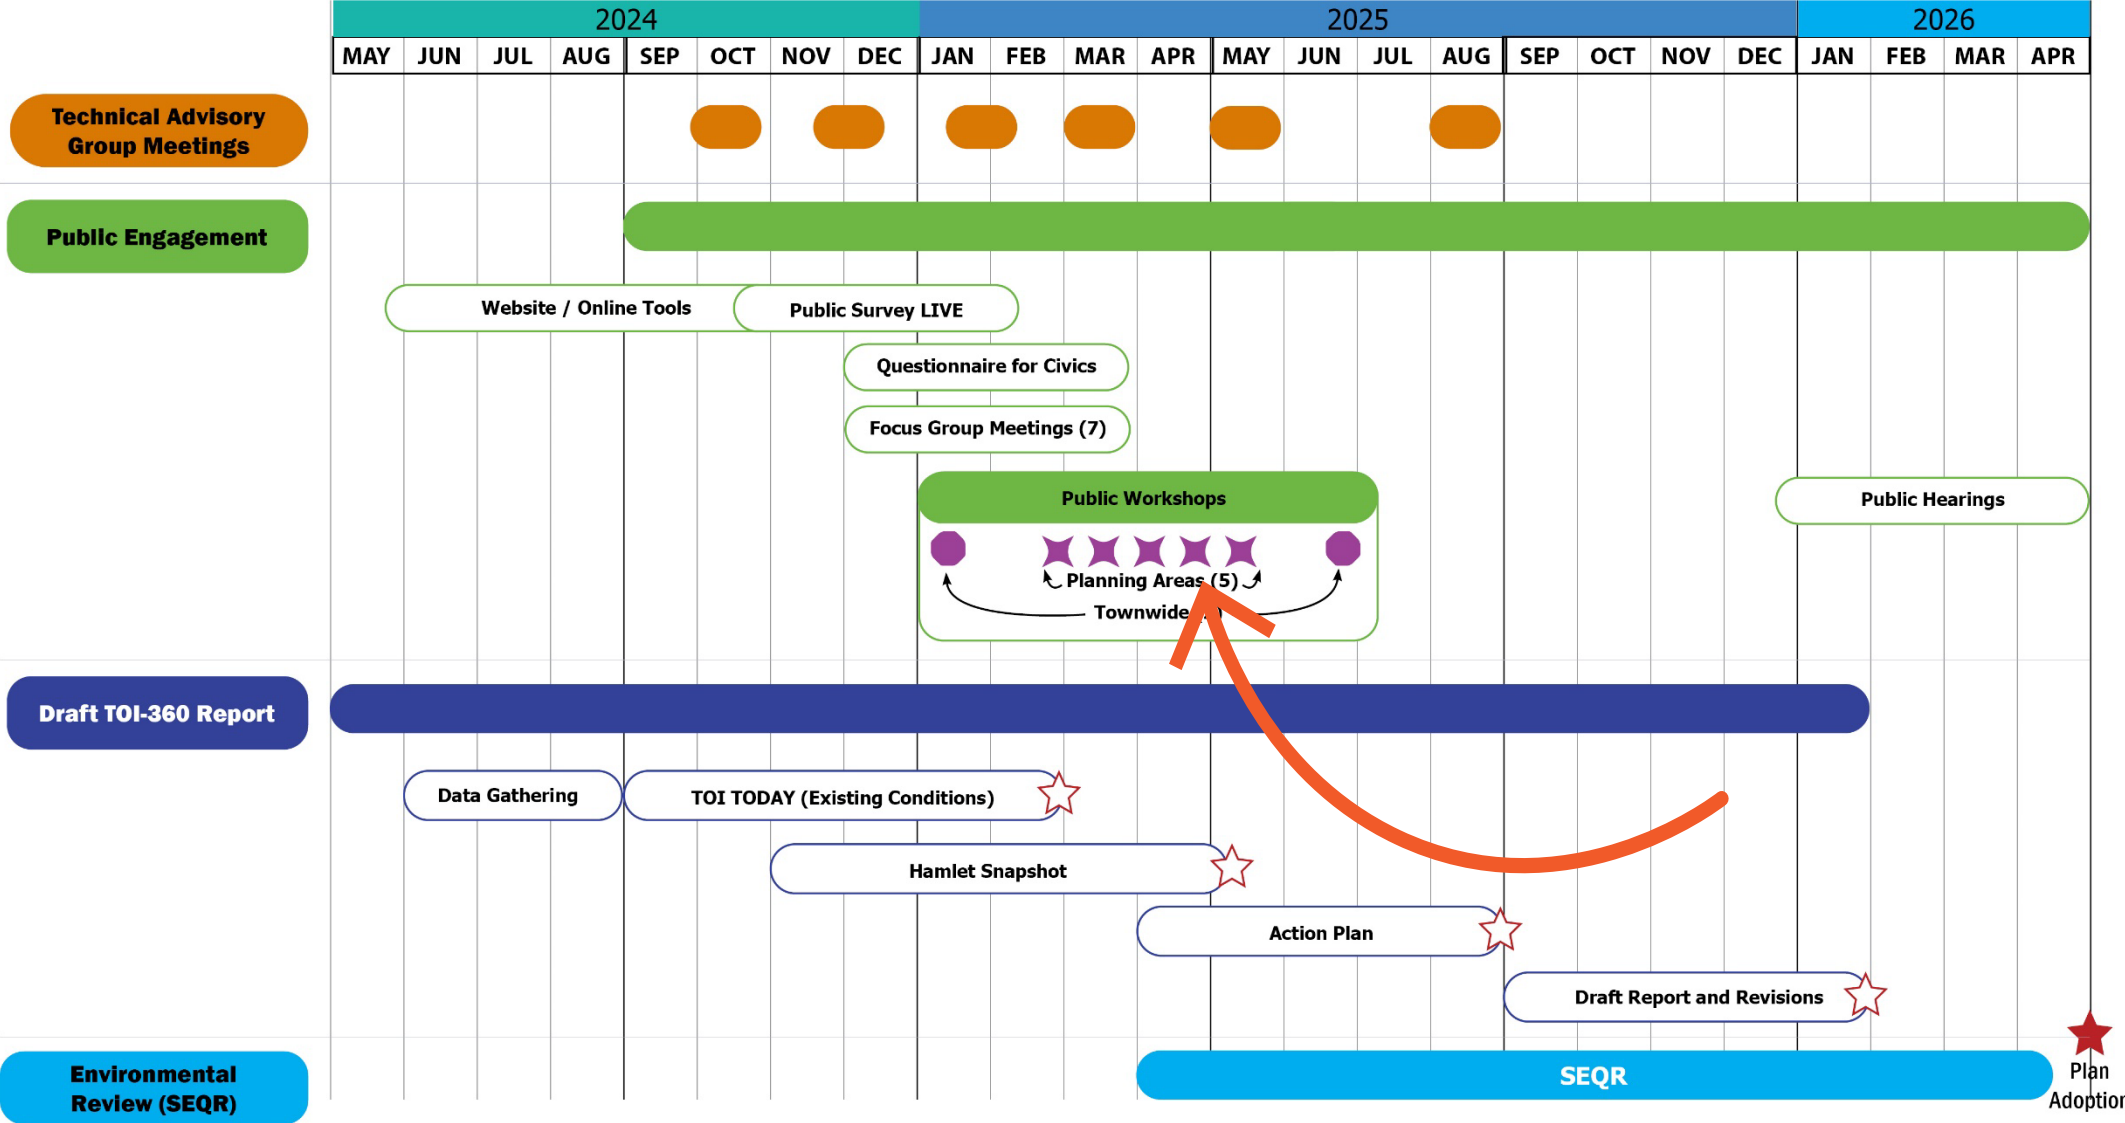 2024 2025 2026
MAY JUN JUL AUG SEP OCT NOV DEC JAN FEB MAR APR MAY JUN JUL AUG SEP OCT NOV DEC JAN FEB MAR APR
Technical Advisory
Group Meetings
Public Engagement
Website / Online Tools
Public Survey LIVE
Questionnaire for Civics
Focus Group Meetings (7)
Public Workshops
Public Hearings
Planning Areas (5)
Townwide
Draft TOI-360 Report
Data Gathering
TOI TODAY (Existing Conditions)
Hamlet Snapshot
Action Plan
Draft Report and Revisions
Environmental
Review (SEQR)
SEQR
Plan
Adoption